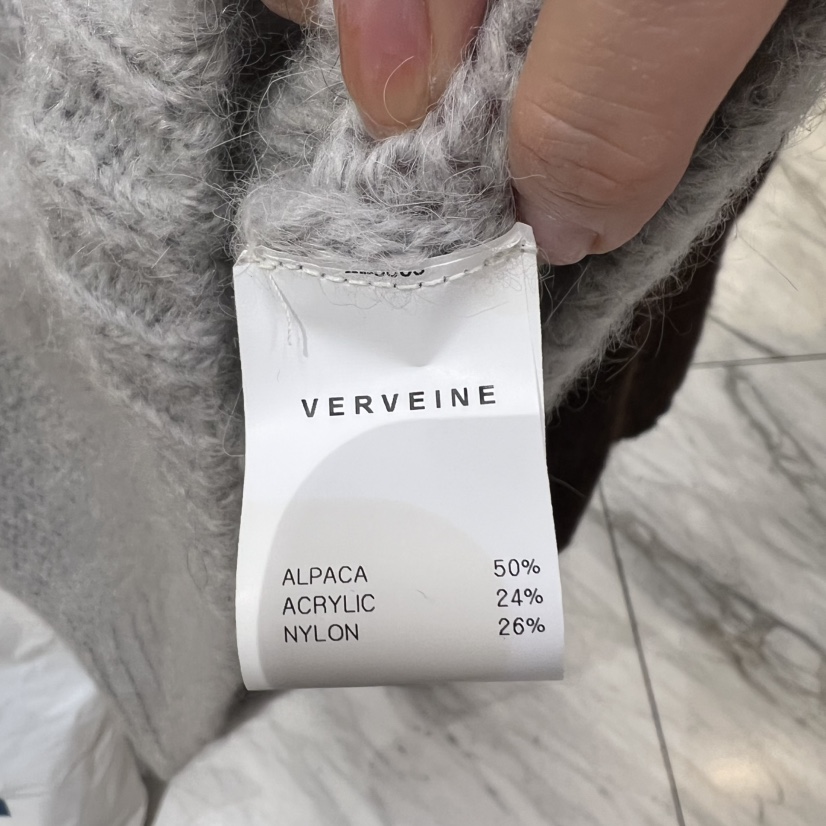 VERVEINE
ALPACA 50%
ACRYLIC 24%
NYLON 26%